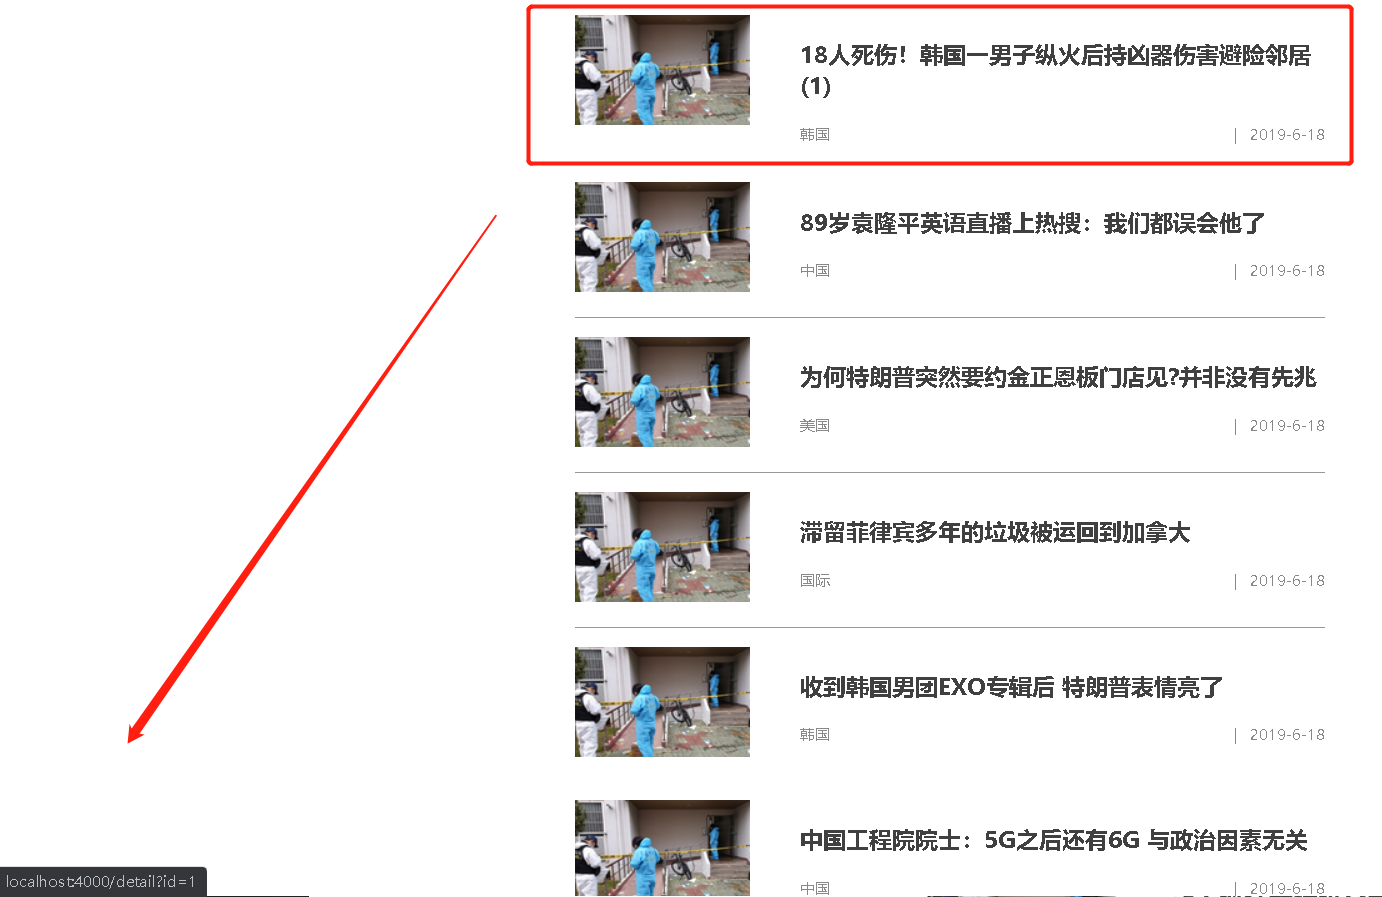 18人死伤！韩国一男子纵火后持凶器伤害避险邻居
(1)
韩国 | 2019-6-18
89岁袁隆平英语直播上热搜：我们都误会他了
中国 | 2019-6-18
为何特朗普突然要约金正恩板门店见?并非没有先兆
美国 | 2019-6-18
滞留菲律宾多年的垃圾被运回到加拿大
国际 | 2019-6-18
收到韩国男团EXO专辑后 特朗普表情亮了
韩国 | 2019-6-18
中国工程院院士：5G之后还有6G 与政治因素无关
中国 | 2019-6-18
localhost:4000/detail?id=1